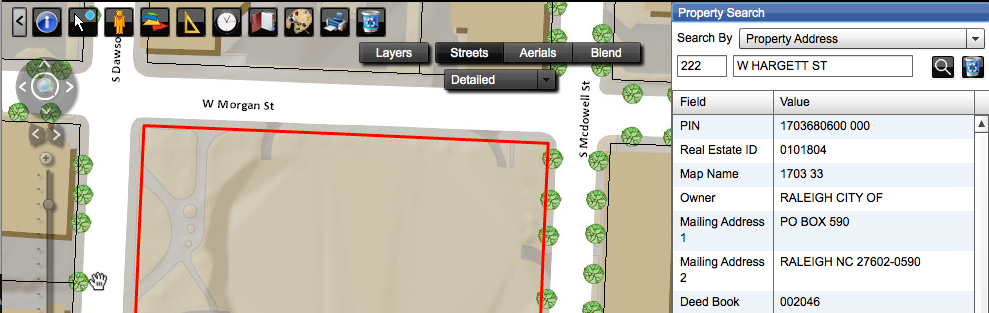 S Dawso
Layers
Streets
Aerials
Blend
Detailed
W Morgan St
S Mcdowell St
Property Search
Search By
Property Address
222
W HARGETT ST
Field
Value
PIN
1703680600 000
Real Estate ID
0101804
Map Name
1703 33
Owner
RALEIGH CITY OF
Mailing Address
1
PO BOX 590
Mailing Address
2
RALEIGH NC 27602-0590
Deed Book
002046